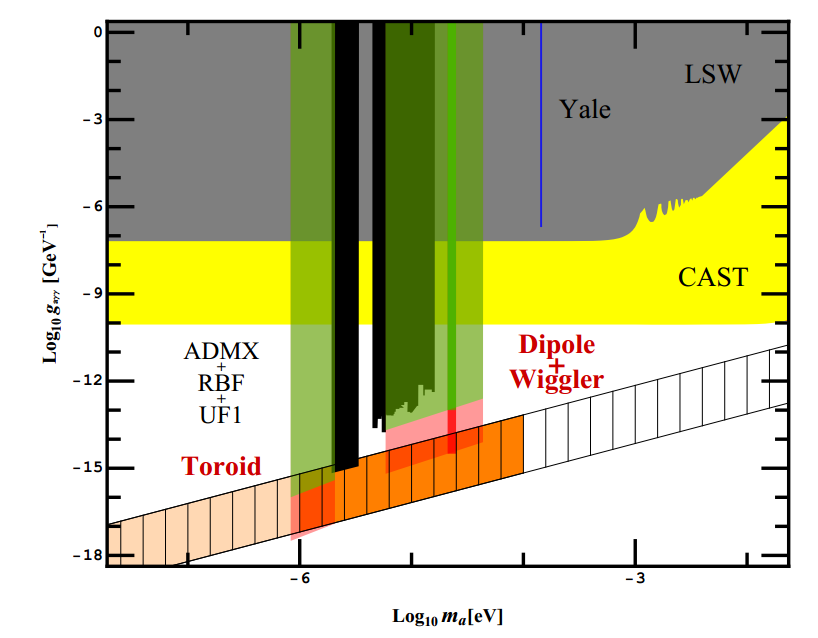 0
LSW
Yale
-3
-6
CAST
-9
ADMX
+
RBF
+
UF1
Dipole
+
Wiggler
-12
Toroid
-15
-18
-6
-3
Log10 gaγγ [GeV−1]
Log10 ma[eV]